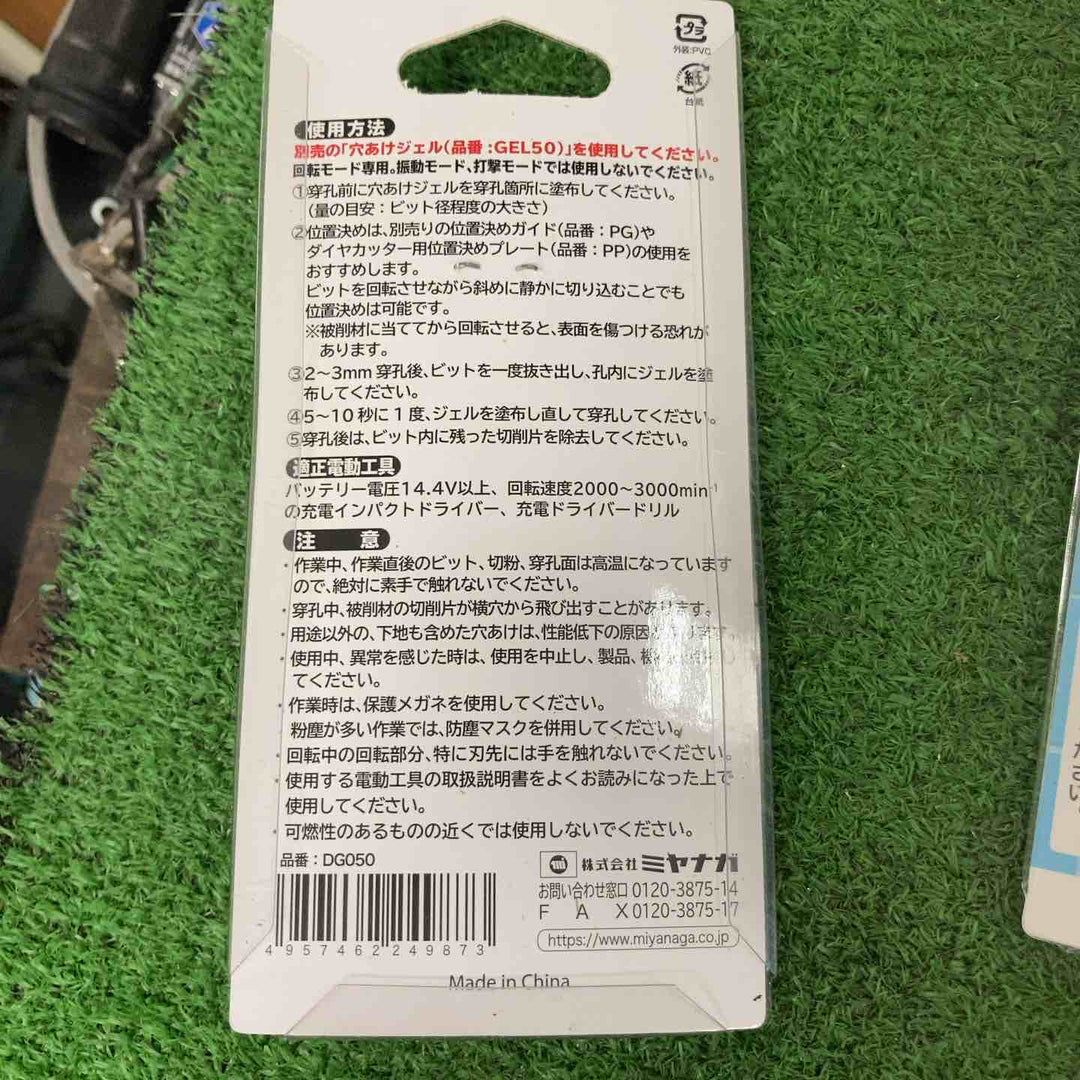 プラ
外装:PVC
紙
台紙
使用方法
別売の「穴あけジェル(品番:GEL50)」を使用してください。
回転モード専用。振動モード、打撃モードでは使用しないでください。
①穿孔前に穴あけジェルを穿孔箇所に塗布してください。
(量の目安:ビット径程度の大きさ)
②位置決めは、別売りの位置決めガイド(品番:PG)や
ダイヤカッター用位置決めプレート(品番:PP)の使用を
おすすめします。
ビットを回転させながら斜めに静かに切り込むことでも
位置決めは可能です。
※被削材に当ててから回転させると、表面を傷つける恐れが
あります。
③2～3mm穿孔後、ビットを一度抜き出し、孔内にジェルを塗
布してください。
④5～10秒に1度、ジェルを塗布し直して穿孔してください。
⑤穿孔後は、ビット内に残った切削片を除去してください。
適正電動工具
バッテリー電圧14.4V以上、回転速度2000～3000min⁻¹
の充電インパクトドライバー、充電ドライバードリル
注 意
・作業中、作業直後のビット、切粉、穿孔面は高温になっています
ので、絶対に素手で触れないでください。
・穿孔中、被削材の切削片が横穴から飛び出すことがあります。
・用途以外の、下地も含めた穴あけは、性能低下の原因
・使用中、異常を感じた時は、使用を中止し、製品、
てください。
・作業時は、保護メガネを使用してください。
粉塵が多い作業では、防塵マスクを併用してください。
・回転中の回転部分、特に刃先には手を触れないでください。
・使用する電動工具の取扱説明書をよくお読みになった上で
使用してください。
・可燃性のあるものの近くでは使用しないでください。
品番:DG050
株式会社ミヤナガ
お問い合わせ窓口 0120-3875-14
FAX 0120-3875-17
https://www.miyanaga.co.jp
4957462249873
Made in China
ださい